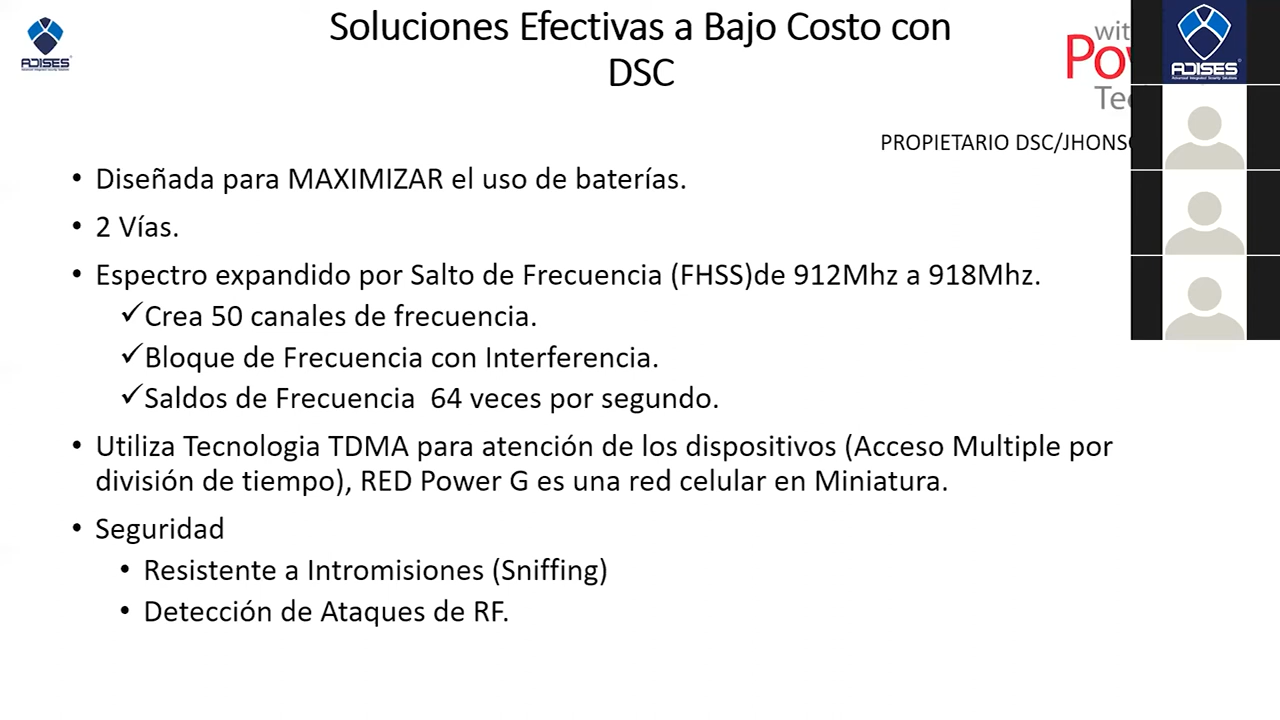 Soluciones Efectivas a Bajo Costo con
DSC
ADISES
ADISES
PROPIETARIO
• Diseñada para MAXIMIZAR el uso de baterías.
• 2 Vías.
• Espectro expandido por Salto de Frecuencia (FHSS)de 912Mhz a 918Mhz.
✓Crea 50 canales de frecuencia.
✓Bloque de Frecuencia con Interferencia.
✓Saldos de Frecuencia 64 veces por segundo.
• Utiliza Tecnologia TDMA para atención de los dispositivos (Acceso Multiple por
división de tiempo), RED Power G es una red celular en Miniatura.
• Seguridad
• Resistente a Intromisiones (Sniffing)
• Detección de Ataques de RF.